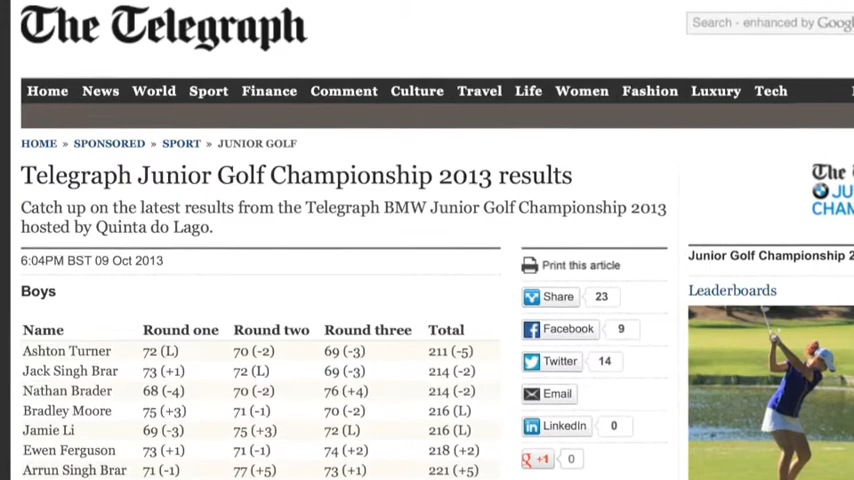 The Telegraph
Search - enhanced by Google
Home News World Sport Finance Comment Culture Travel Life Women Fashion Luxury Tech
HOME » SPONSORED » SPORT » JUNIOR GOLF
Telegraph Junior Golf Championship 2013 results
Catch up on the latest results from the Telegraph BMW Junior Golf Championship 2013
hosted by Quinta do Lago.
The
JU
CHAM
6:04PM BST 09 Oct 2013
Print this article
Junior Golf Championship 2
Boys
Leaderboards
Share 23
Name Round one Round two Round three Total
Facebook 9
Ashton Turner 72 (L) 70 (-2) 69 (-3) 211 (-5)
Twitter 14
Jack Singh Brar 73 (+1) 72 (L) 69 (-3) 214 (-2)
Nathan Brader 68 (-4) 70 (-2) 76 (+4) 214 (-2)
Email
Bradley Moore 75 (+3) 71 (-1) 70 (-2) 216 (L)
Jamie Li 69 (-3) 75 (+3) 72 (L) 216 (L)
LinkedIn 0
Ewen Ferguson 73 (+1) 71 (-1) 74 (+2) 218 (+2)
g +1 0
Arrun Singh Brar 71 (-1) 77 (+5) 73 (+1) 221 (+5)